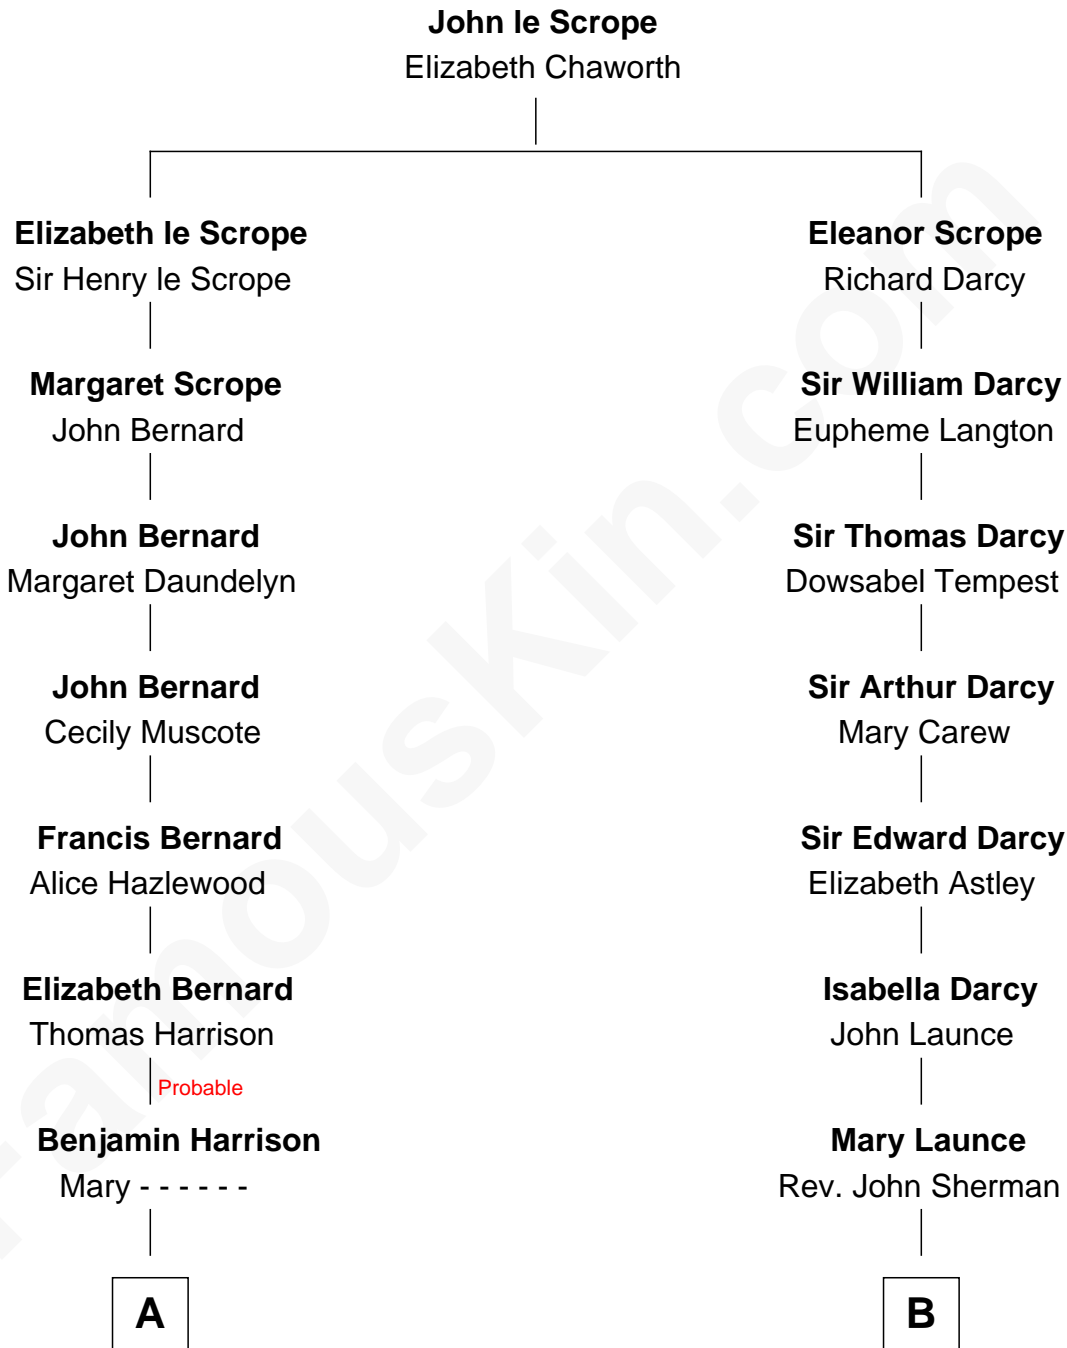 John le Scrope
Elizabeth Chaworth
Elizabeth le Scrope
Sir Henry le Scrope
Eleanor Scrope
Richard Darcy
Margaret Scrope
John Bernard
Sir William Darcy
Eupheme Langton
John Bernard
Margaret Daundelyn
Sir Thomas Darcy
Dowsabel Tempest
John Bernard
Cecily Muscote
Sir Arthur Darcy
Mary Carew
Francis Bernard
Alice Hazlewood
Sir Edward Darcy
Elizabeth Astley
Elizabeth Bernard
Thomas Harrison
Isabella Darcy
John Launce
Probable
Benjamin Harrison
Mary - - - - - -
Mary Launce
Rev. John Sherman
A
B
FamousKin.com